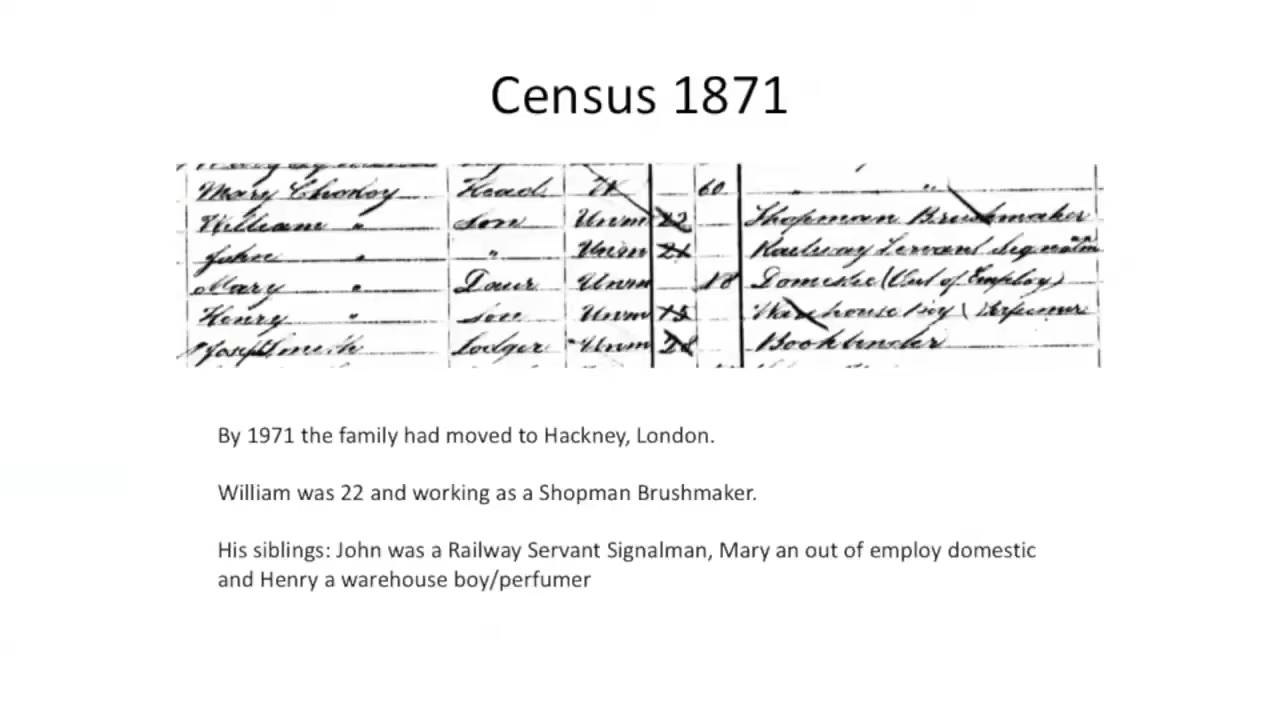 Census 1871
Mary Head W 60 "
William " Son Unm 22 Shopman Brushmaker
John " " Unm 21 Railway Servant Signalman
Mary " Daur Unm 18 Domestic (Out of Employ)
Henry " Son Unm 15 Warehouse Boy ( Perfumer
Josph Smith Lodger Unm Bookbinder
By 1971 the family had moved to Hackney, London.
William was 22 and working as a Shopman Brushmaker.
His siblings: John was a Railway Servant Signalman, Mary an out of employ domestic
and Henry a warehouse boy/perfumer